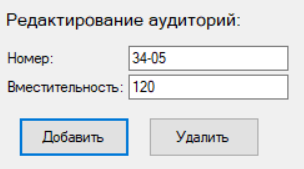 Редактирование аудиторий:
Номер: 34-05
Вместительность: 120
Добавить Удалить